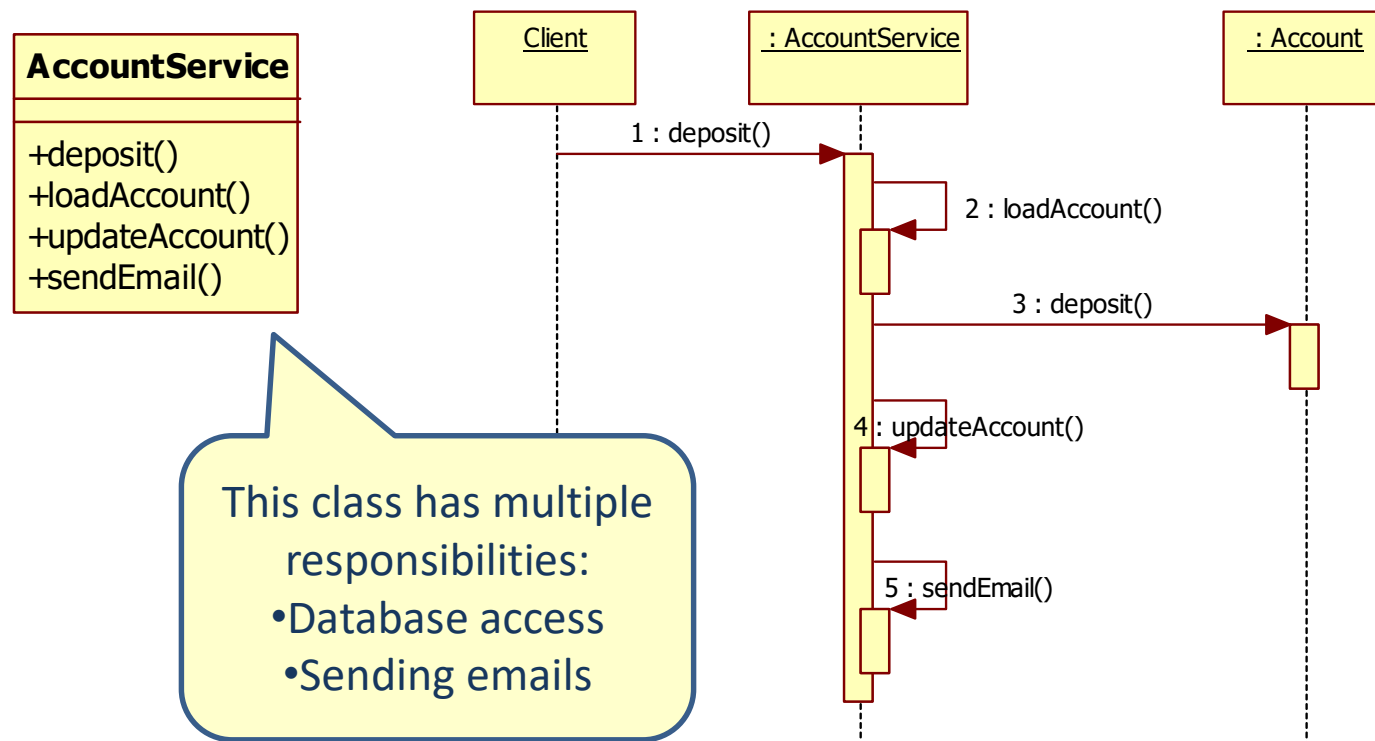 AccountService
+deposit()
+loadAccount()
+updateAccount()
+sendEmail()
Client
: AccountService
: Account
1 : deposit()
2 : loadAccount()
3 : deposit()
4 : updateAccount()
5 : sendEmail()
This class has multiple
responsibilities:
•Database access
•Sending emails